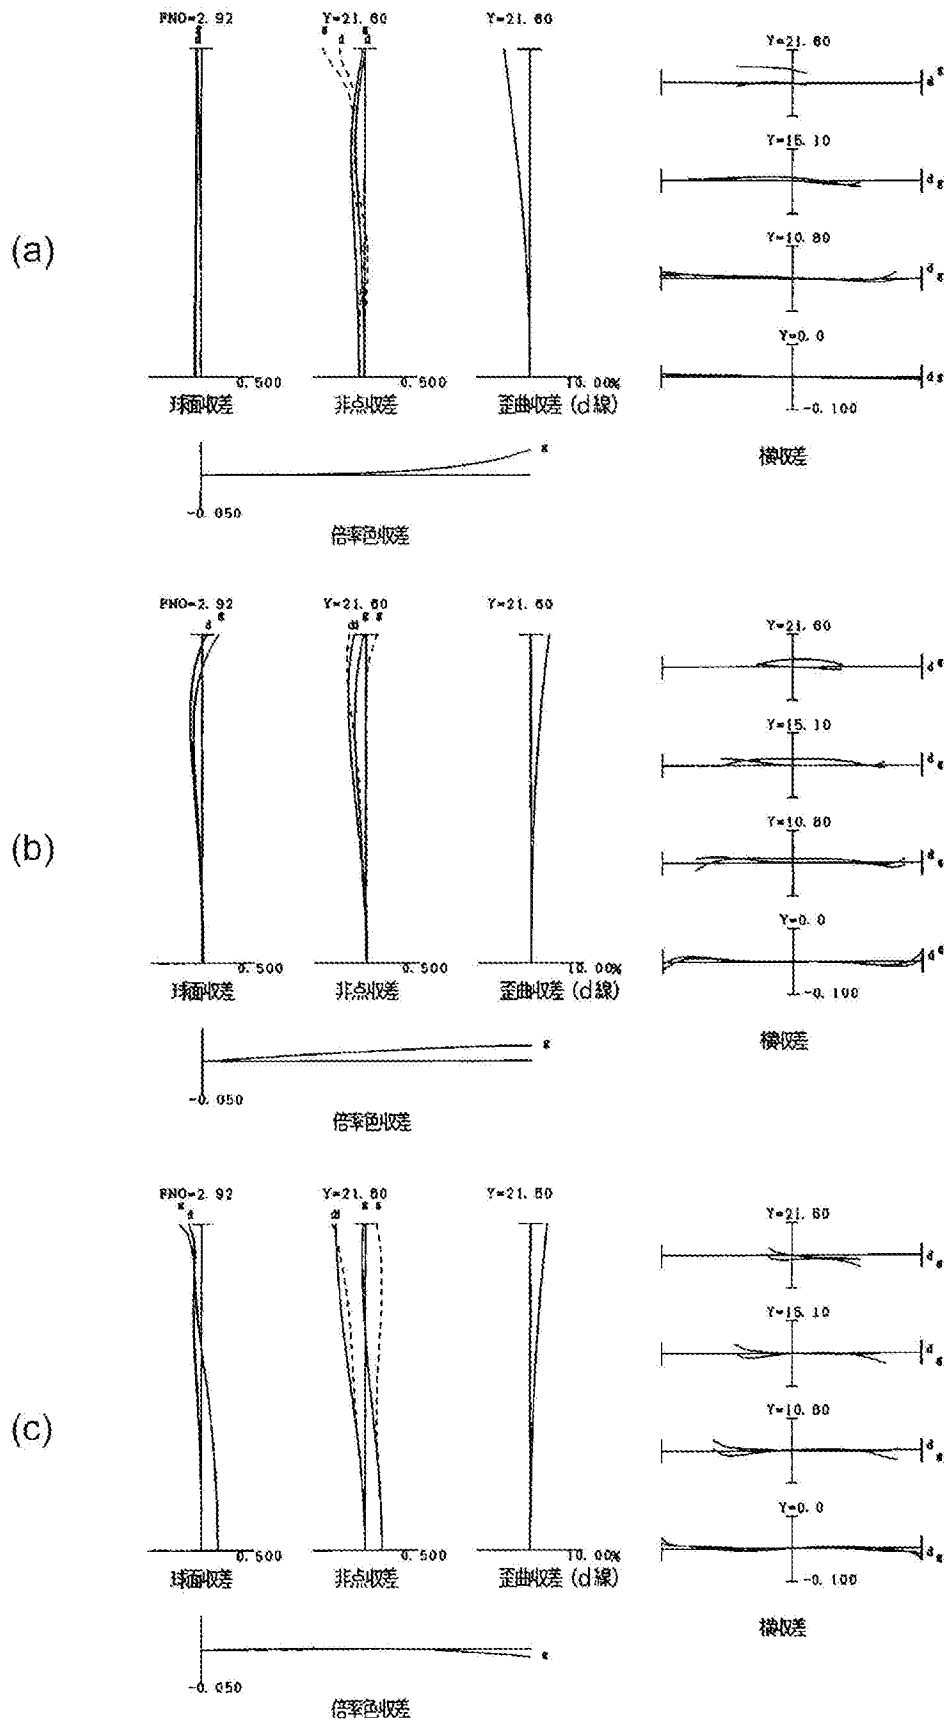 (a)
FNO=2.92
g
d
0.500
球面収差
Y=21.60
g
d
g
d
0.500
非点収差
Y=21.60
10.00%
歪曲収差 (d線)
Y=21.60
d g
Y=15.10
d g
Y=10.80
d g
Y=0.0
d g
-0.100
横収差
g
-0.050
倍率色収差
(b)
FNO=2.92
d g
0.500
球面収差
Y=21.60
d d g g
0.500
非点収差
Y=21.60
10.00%
歪曲収差 (d線)
Y=21.60
d g
Y=15.10
d g
Y=10.80
d g
Y=0.0
d g
-0.100
横収差
g
-0.050
倍率色収差
(c)
FNO=2.92
g
d
0.500
球面収差
Y=21.60
d d g g
0.500
非点収差
Y=21.60
10.00%
歪曲収差 (d線)
Y=21.60
d g
Y=15.10
d g
Y=10.80
d g
Y=0.0
d g
-0.100
横収差
g
-0.050
倍率色収差